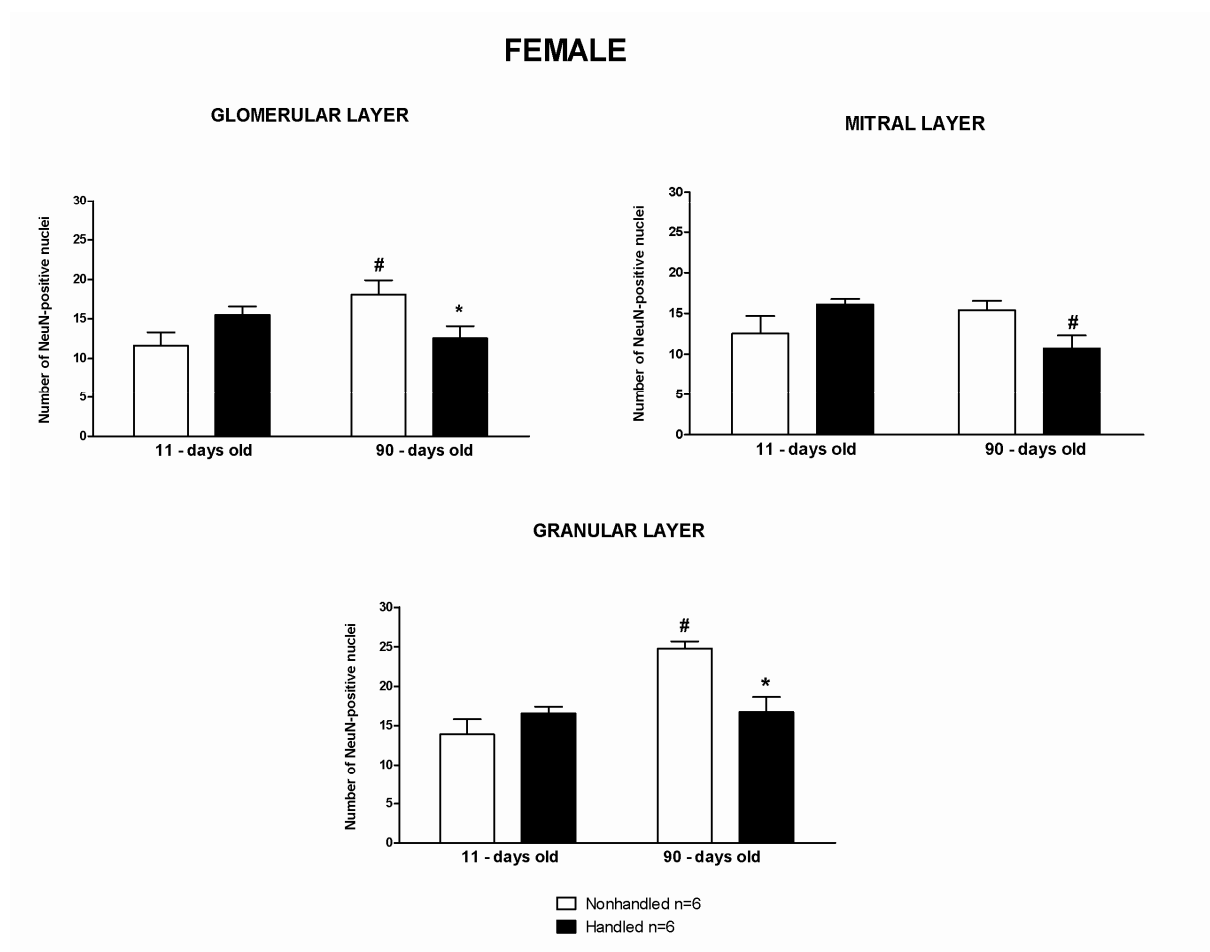 FEMALE
GLOMERULAR LAYER
Number of NeuN-positive nuclei
30
25
20
15
10
5
0
#
*
11 - days old
90 - days old
MITRAL LAYER
Number of NeuN-positive nuclei
30
25
20
15
10
5
0
#
11 - days old
90 - days old
GRANULAR LAYER
Number of NeuN-positive nuclei
30
25
20
15
10
5
0
#
*
11 - days old
90 - days old
Nonhandled n=6
Handled n=6